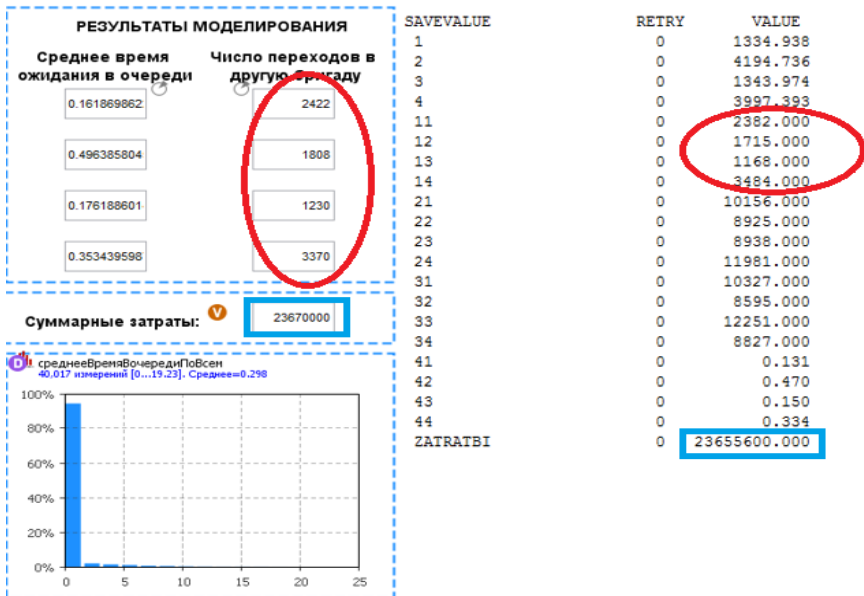 РЕЗУЛЬТАТЫ МОДЕЛИРОВАНИЯ
Среднее время ожидания в очереди
Число переходов в другую бригаду
0.161869862 2422
0.496385804 1808
0.176188601 1230
0.353439598 3370
Суммарные затраты: V 23670000
D среднееВремяВочередиПоВсем
40,017 измерений [0...19.23]. Среднее=0.298
100%
80%
60%
40%
20%
0%
0 5 10 15 20 25
SAVEVALUE RETRY VALUE
1 0 1334.938
2 0 4194.736
3 0 1343.974
4 0 3997.393
11 0 2382.000
12 0 1715.000
13 0 1168.000
14 0 3484.000
21 0 10156.000
22 0 8925.000
23 0 8938.000
24 0 11981.000
31 0 10327.000
32 0 8595.000
33 0 12251.000
34 0 8827.000
41 0 0.131
42 0 0.470
43 0 0.150
44 0 0.334
ZATRATBI 0 23655600.000